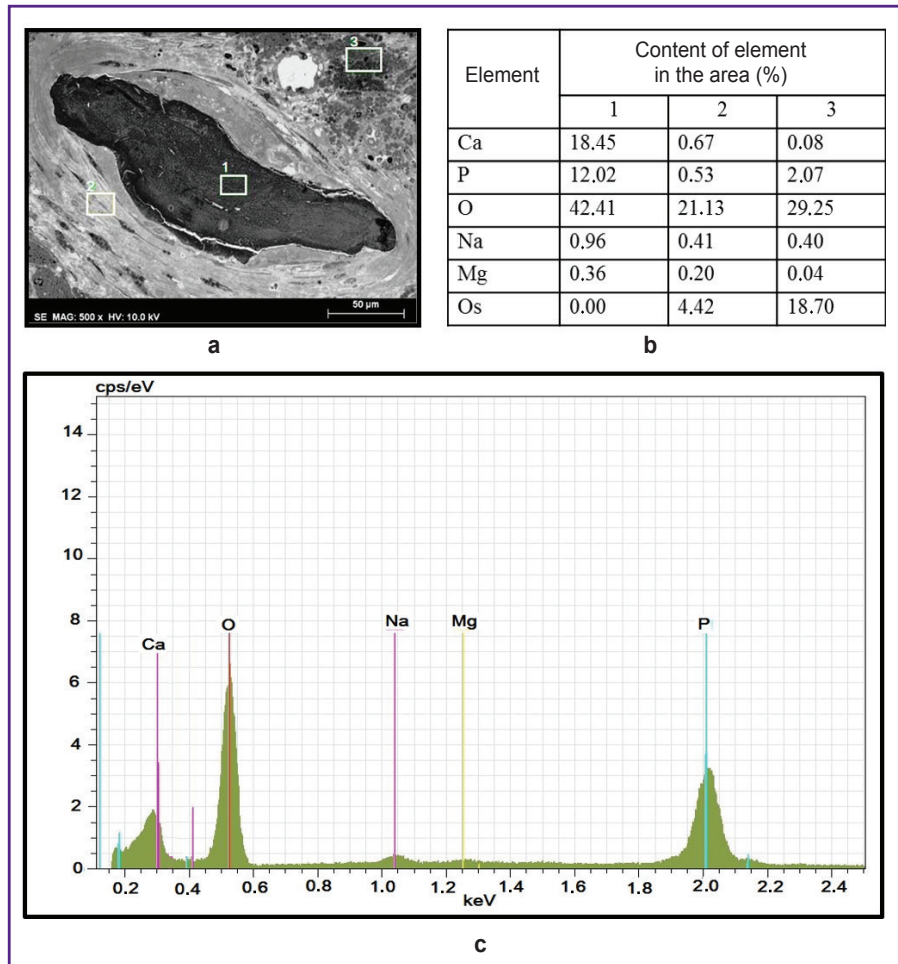 3
1
2
50 µm
SE MAG: 500 x HV: 10.0 kV
a
Element
Content of element
in the area (%)
1 2 3
Ca 18.45 0.67 0.08
P 12.02 0.53 2.07
O 42.41 21.13 29.25
Na 0.96 0.41 0.40
Mg 0.36 0.20 0.04
Os 0.00 4.42 18.70
b
cps/eV
14
12
10
8
6
4
2
0
Ca
O
Na
Mg
P
0.2 0.4 0.6 0.8 1.0 1.2 1.4 1.6 1.8 2.0 2.2 2.4
keV
c